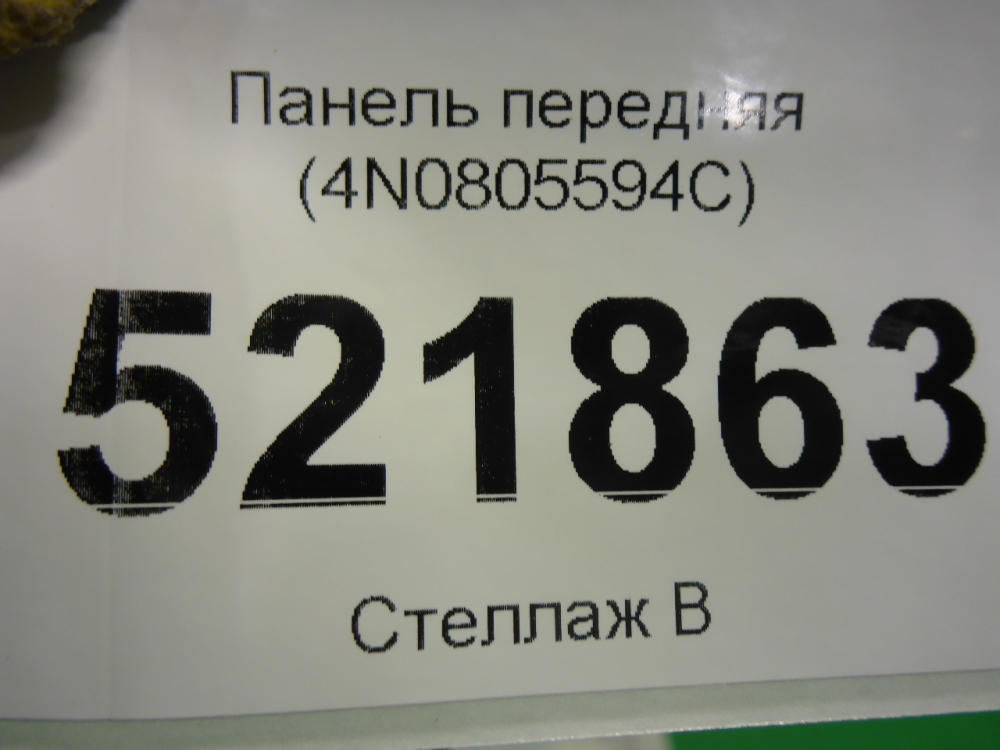 Панель передняя
(4N0805594C)
521863
Стеллаж В